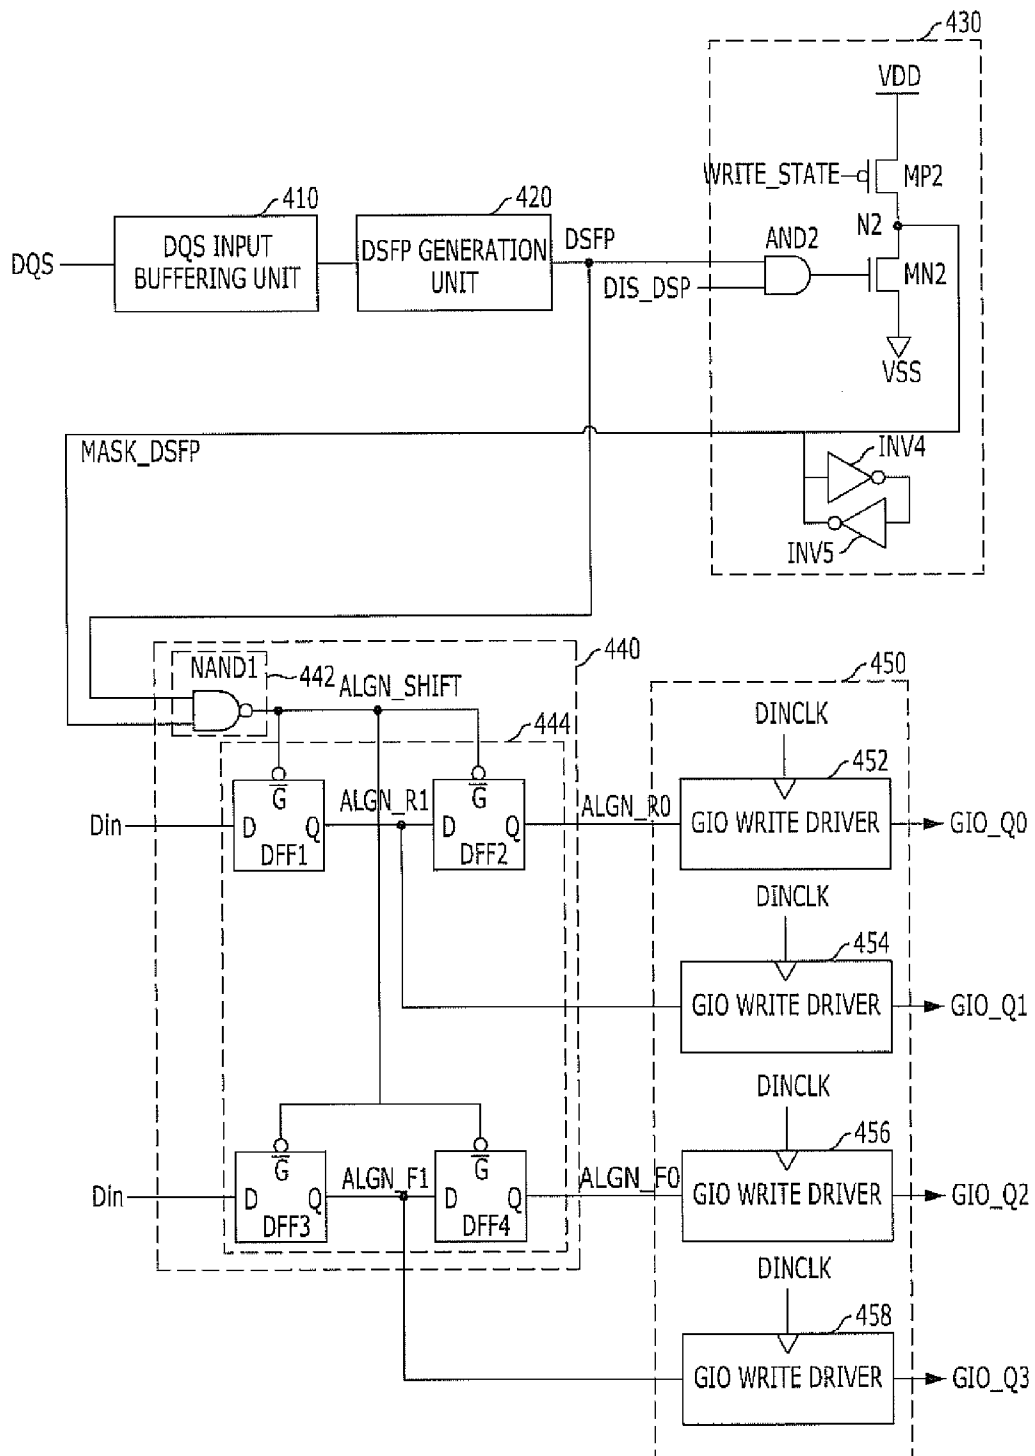 430
VDD
WRITE_STATE
MP2
410
420
N2
DQS
DQS INPUT
BUFFERING UNIT
DSFP GENERATION
UNIT
DSFP
AND2
MN2
DIS_DSP
VSS
MASK_DSFP
INV4
INV5
440
NAND1
442
ALGN_SHIFT
450
444
DINCLK
452
G
G
Din
D
Q
DFF1
ALGN_R1
D
Q
DFF2
ALGN_R0
GIO WRITE DRIVER
GIO_Q0
DINCLK
454
GIO WRITE DRIVER
GIO_Q1
DINCLK
456
G
G
Din
D
Q
DFF3
ALGN_F1
D
Q
DFF4
ALGN_F0
GIO WRITE DRIVER
GIO_Q2
DINCLK
458
GIO WRITE DRIVER
GIO_Q3